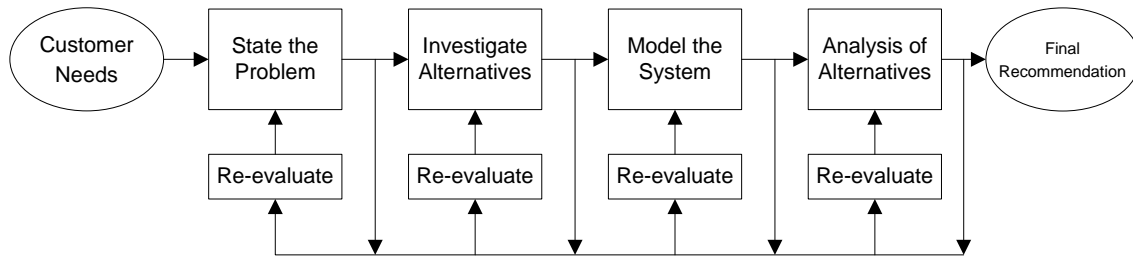 Customer
Needs
State the
Problem
Investigate
Alternatives
Model the
System
Analysis of
Alternatives
Final
Recommendation
Re-evaluate
Re-evaluate
Re-evaluate
Re-evaluate